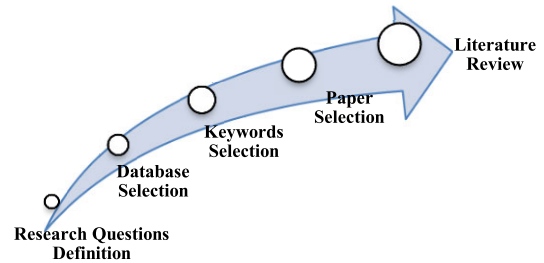 Research Questions
Definition
Database
Selection
Keywords
Selection
Paper
Selection
Literature
Review